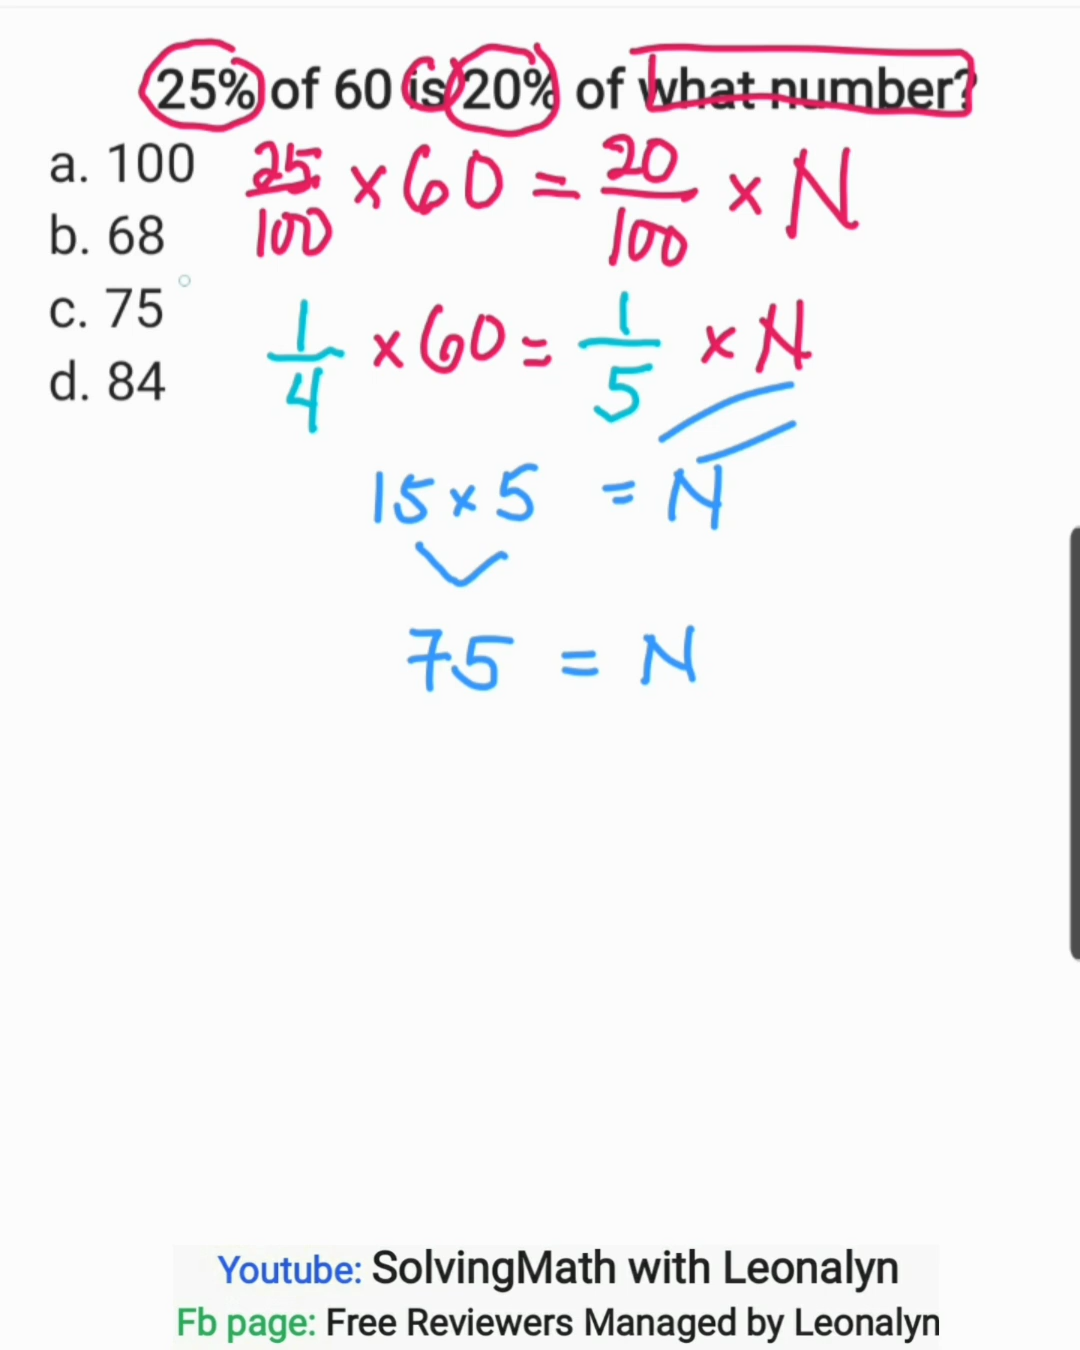 25% of 60 is 20% of what number?
a. 100
b. 68
c. 75
d. 84
25/100 × 60 = 20/100 × N
1/4 × 60 = 1/5 × N
15 × 5 = N
75 = N
Youtube: SolvingMath with Leonalyn
Fb page: Free Reviewers Managed by Leonalyn